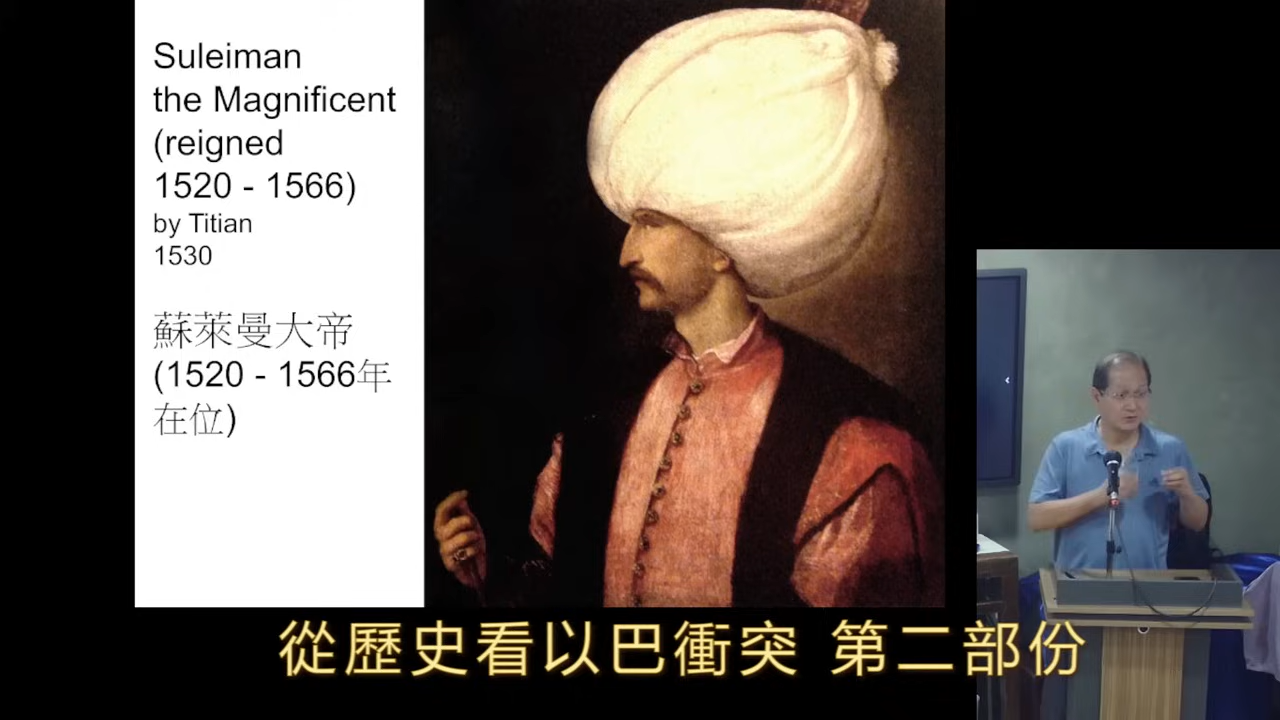 Suleiman
the Magnificent
(reigned
1520 - 1566)
by Titian
1530
蘇萊曼大帝
(1520 - 1566年
在位)
從歷史看以巴衝突 第二部份